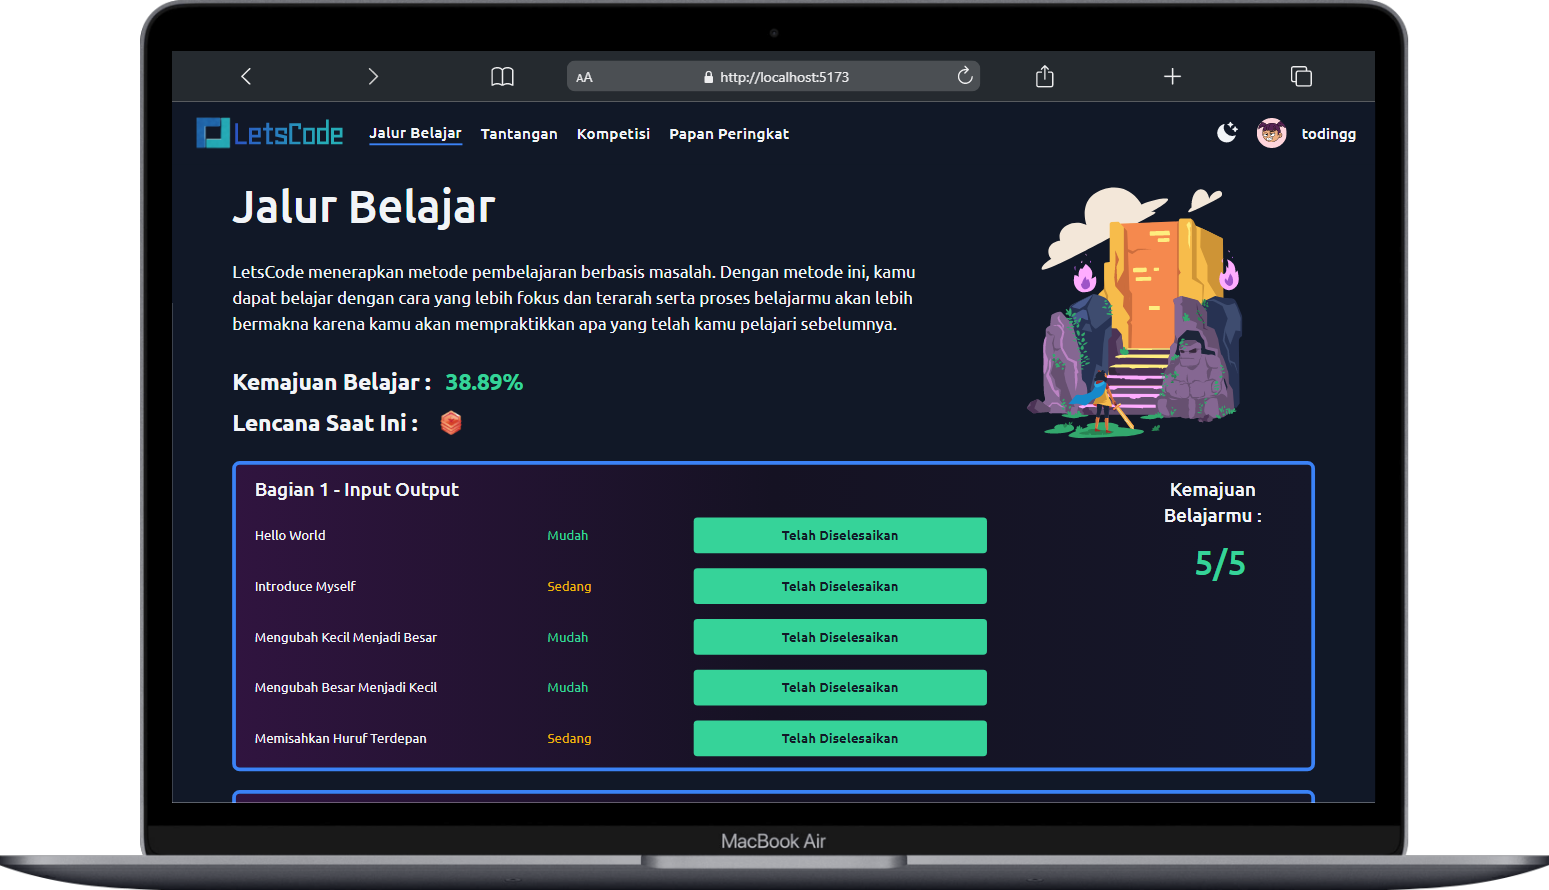 AA http://localhost:5173
LetsCode Jalur Belajar Tantangan Kompetisi Papan Peringkat todingg
Jalur Belajar
LetsCode menerapkan metode pembelajaran berbasis masalah. Dengan metode ini, kamu
dapat belajar dengan cara yang lebih fokus dan terarah serta proses belajarmu akan lebih
bermakna karena kamu akan mempraktikkan apa yang telah kamu pelajari sebelumnya.
Kemajuan Belajar : 38.89%
Lencana Saat Ini :
Bagian 1 - Input Output
Hello World Mudah Telah Diselesaikan
Introduce Myself Sedang Telah Diselesaikan
Mengubah Kecil Menjadi Besar Mudah Telah Diselesaikan
Mengubah Besar Menjadi Kecil Mudah Telah Diselesaikan
Memisahkan Huruf Terdepan Sedang Telah Diselesaikan
Kemajuan
Belajarmu :
5/5
MacBook Air